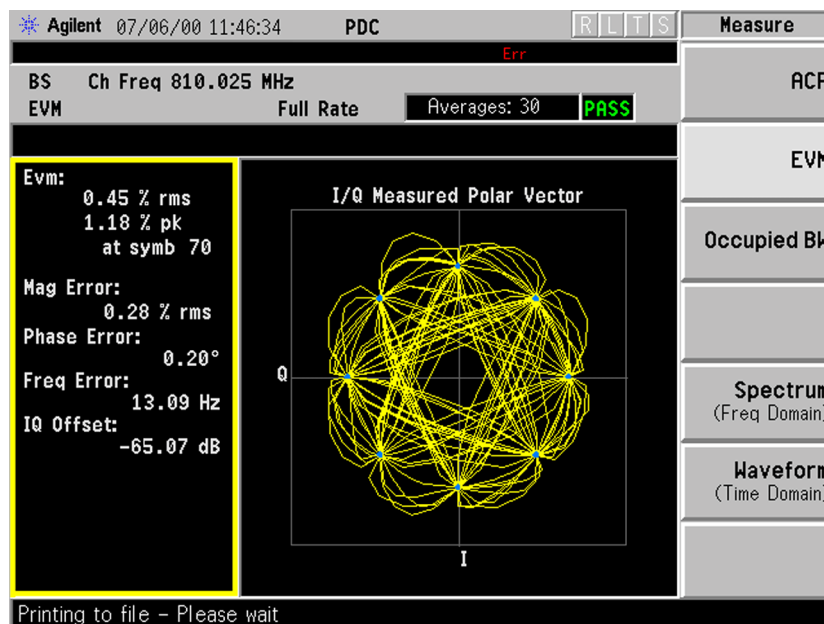 Agilent 07/06/00 11:46:34 PDC R L T S Measure
Err
BS Ch Freq 810.025 MHz
EVM Full Rate Averages: 30 PASS
Evm:
0.45 % rms
1.18 % pk
at symb 70
Mag Error:
0.28 % rms
Phase Error:
0.20°
Freq Error:
13.09 Hz
IQ Offset:
-65.07 dB
I/Q Measured Polar Vector
Q
I
ACP
EVM
Occupied BW
Spectrum
(Freq Domain)
Waveform
(Time Domain)
Printing to file - Please wait